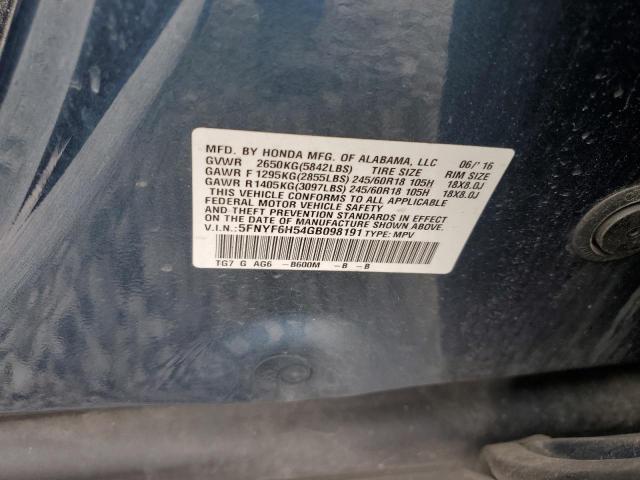 MFD. BY HONDA MFG. OF ALABAMA, LLC 06/'16
GVWR 2650KG(5842LBS) TIRE SIZE RIM SIZE
GAWR F 1295KG(2855LBS) 245/60R18 105H 18X8.0J
GAWR R1405KG(3097LBS) 245/60R18 105H 18X8.0J
THIS VEHICLE CONFORMS TO ALL APPLICABLE
FEDERAL MOTOR VEHICLE SAFETY
AND THEFT PREVENTION STANDARDS IN EFFECT
ON THE DATE OF MANUFACTURE SHOWN ABOVE.
V.I.N.:5FNYF6H54GB098191 TYPE: MPV
TG7 G AG6 -B600M -B -B